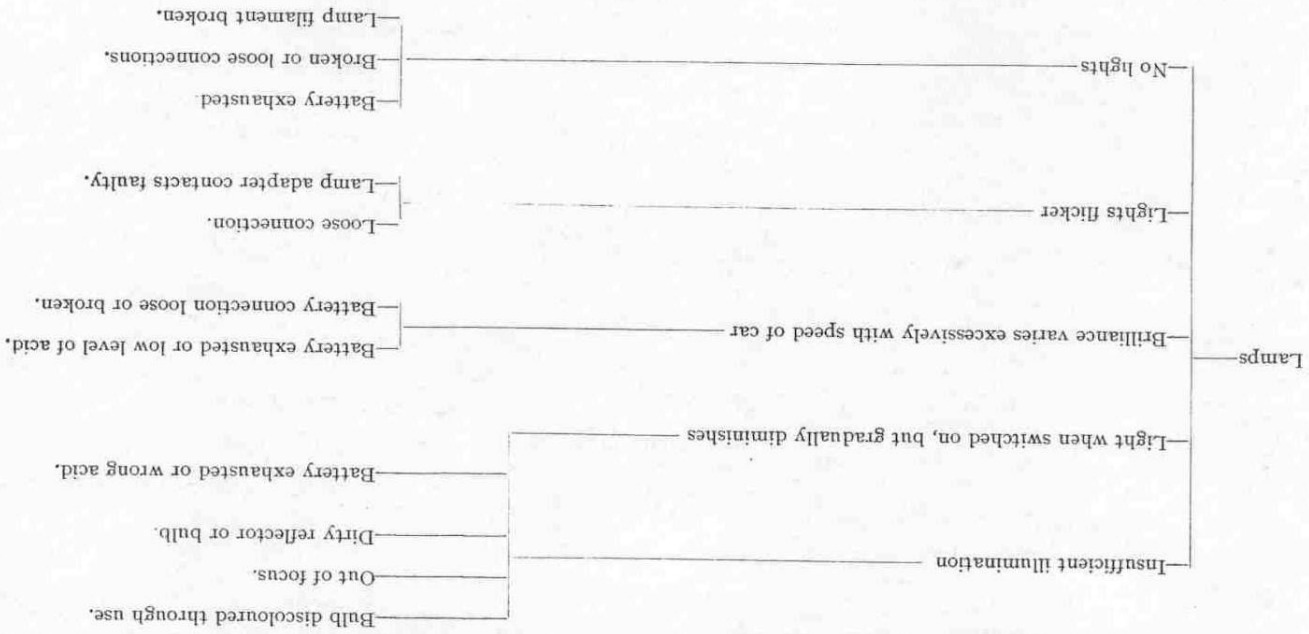 Lamps
Insufficient illumination
Bulb discoloured through use.
Out of focus.
Dirty reflector or bulb.
Battery exhausted or wrong acid.
Light when switched on, but gradually diminishes
Brilliance varies excessively with speed of car
Battery exhausted or low level of acid.
Battery connection loose or broken.
Lights flicker
Loose connection.
Lamp adapter contacts faulty.
No lights
Battery exhausted.
Broken or loose connections.
Lamp filament broken.